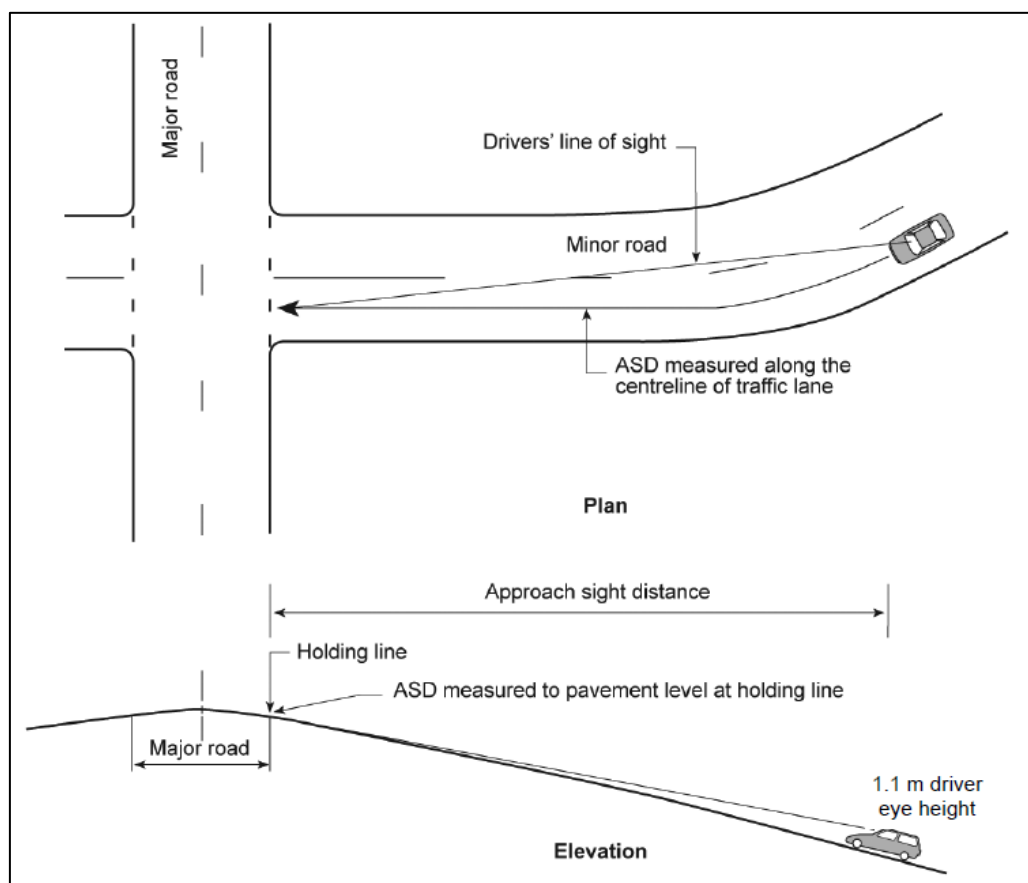 Major road
Drivers' line of sight
Minor road
ASD measured along the
centreline of traffic lane
Plan
Approach sight distance
Holding line
ASD measured to pavement level at holding line
Major road
1.1 m driver
eye height
Elevation